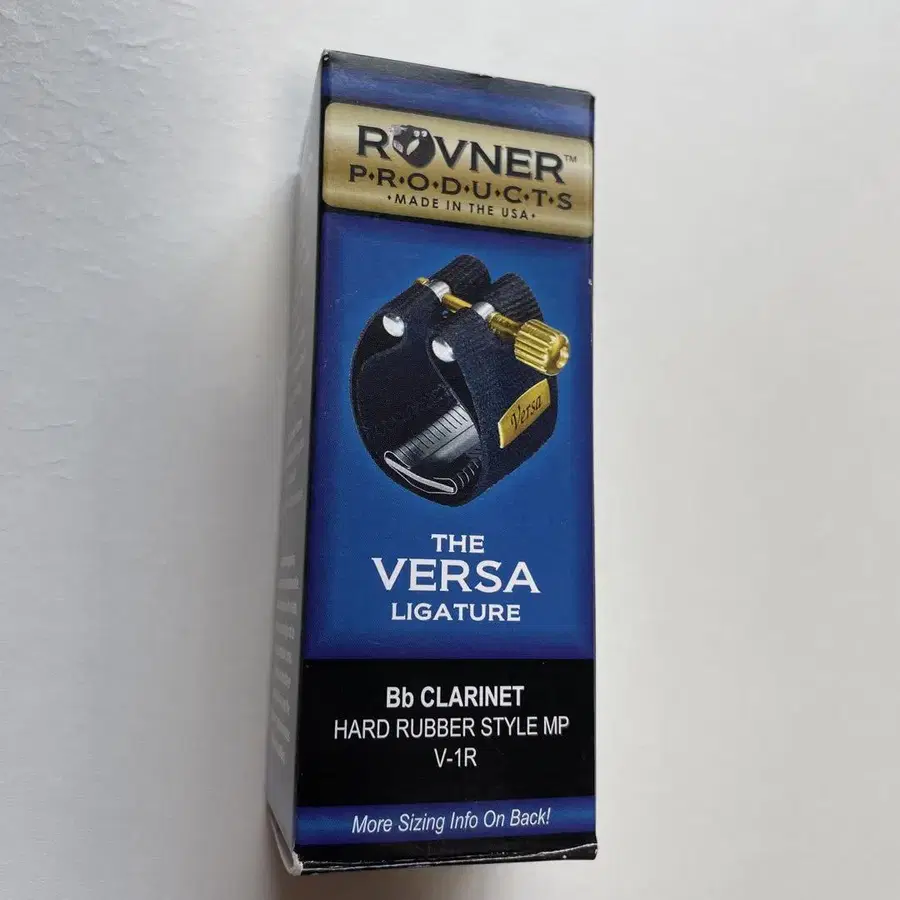 ROVNER™
P•R•O•D•U•C•T•S
•MADE IN THE USA•
Versa
THE
VERSA
LIGATURE
Bb CLARINET
HARD RUBBER STYLE MP
V-1R
More Sizing Info On Back!